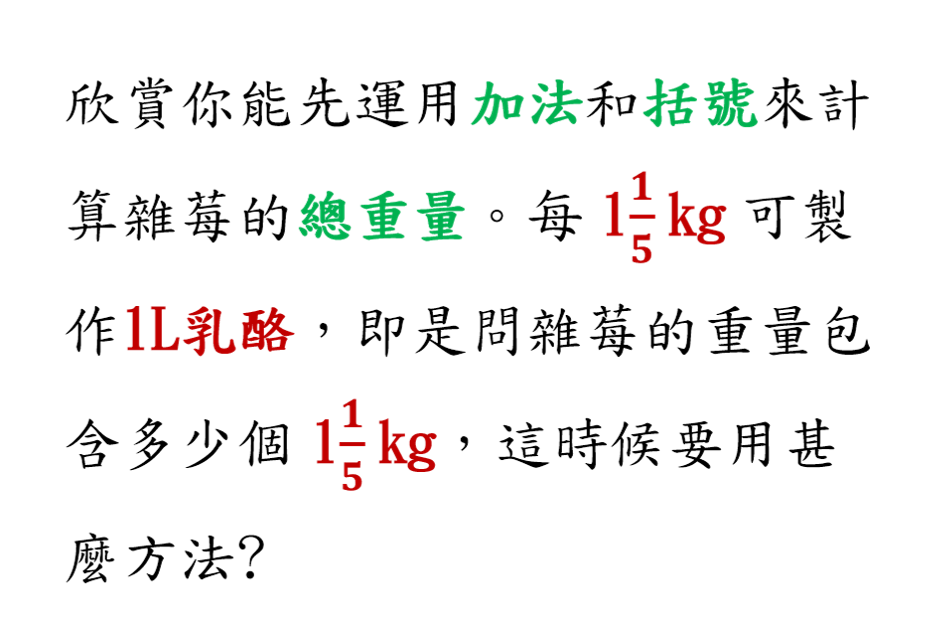 欣賞你能先運用加法和括號來計
算雜莓的總重量。每 1 1/5 kg 可製
作1L乳酪，即是問雜莓的重量包
含多少個 1 1/5 kg，這時候要用甚
麼方法?